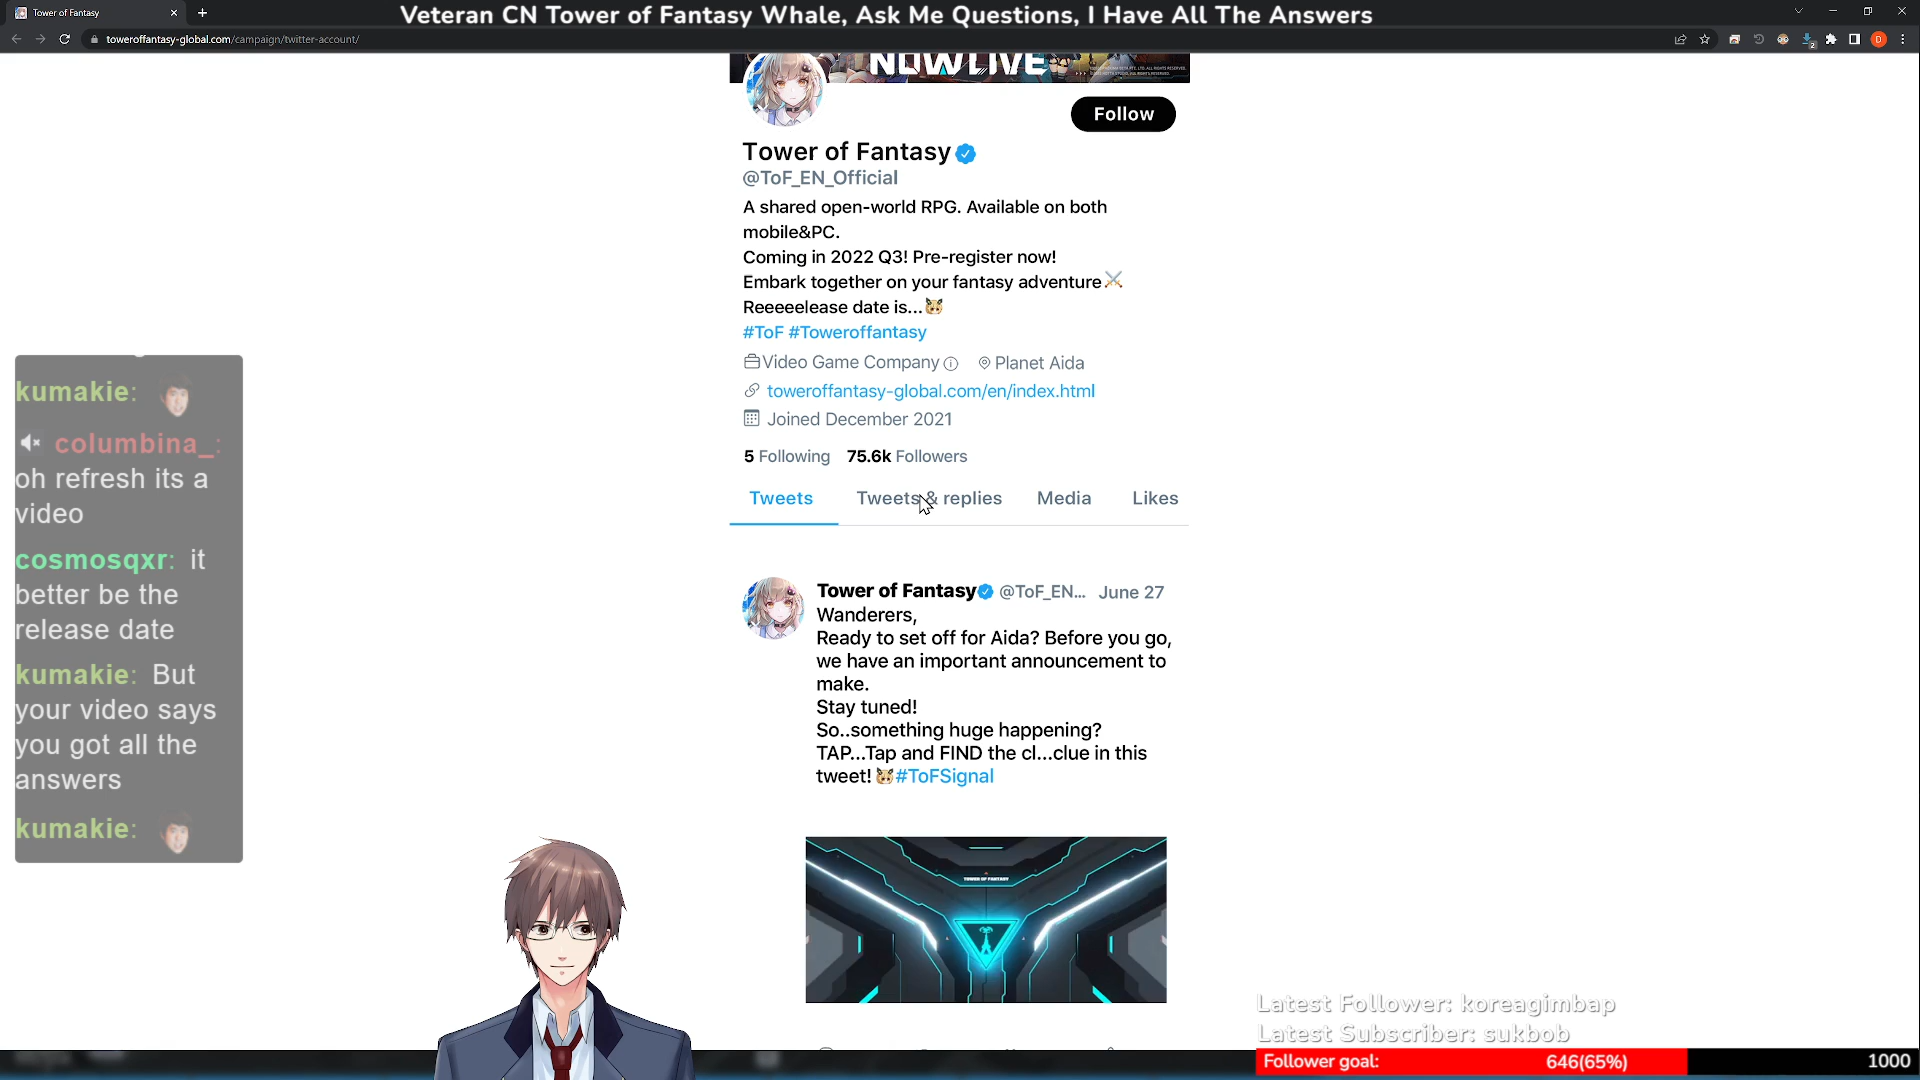 Tower of Fantasy
Veteran CN Tower of Fantasy Whale, Ask Me Questions, I Have All The Answers
toweroffantasy-global.com/campaign/twitter-account/
NOW LIVE
Follow
Tower of Fantasy
@ToF_EN_Official
A shared open-world RPG. Available on both
mobile&PC.
Coming in 2022 Q3! Pre-register now!
Embark together on your fantasy adventure⚔️
Reeeeelease date is...
#ToF #Toweroffantasy
Video Game Company Planet Aida
toweroffantasy-global.com/en/index.html
Joined December 2021
5 Following 75.6k Followers
Tweets Tweets & replies Media Likes
Tower of Fantasy @ToF_EN... June 27
Wanderers,
Ready to set off for Aida? Before you go,
we have an important announcement to
make.
Stay tuned!
So..something huge happening?
TAP...Tap and FIND the cl...clue in this
tweet! #ToFSignal
TOWER OF FANTASY
kumakie:
columbina_:
oh refresh its a
video
cosmosqxr: it
better be the
release date
kumakie: But
your video says
you got all the
answers
kumakie:
Latest Follower: koreagimbap
Latest Subscriber: sukbob
Follower goal: 646(65%) 1000